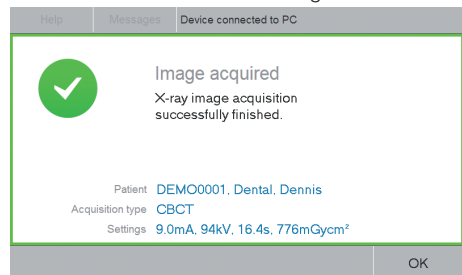 Help Messages Device connected to PC
Image acquired
X-ray image acquisition
successfully finished.
Patient DEMO0001, Dental, Dennis
Acquisition type CBCT
Settings 9.0mA, 94kV, 16.4s, 776mGycm²
OK